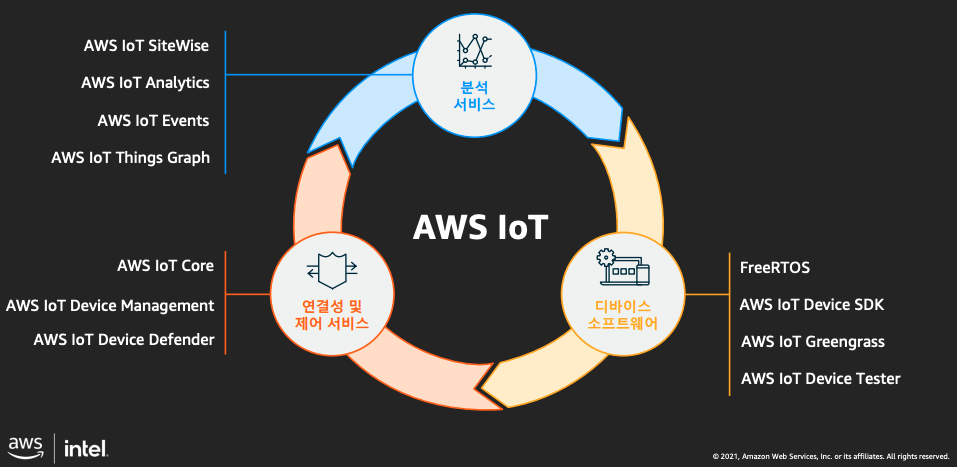 AWS IoT SiteWise
AWS IoT Analytics
AWS IoT Events
AWS IoT Things Graph
분석
서비스
AWS IoT
AWS IoT Core
AWS IoT Device Management
AWS IoT Device Defender
연결성 및
제어 서비스
디바이스
소프트웨어
FreeRTOS
AWS IoT Device SDK
AWS IoT Greengrass
AWS IoT Device Tester
aws
intel.
© 2021, Amazon Web Services, Inc. or its affiliates. All rights reserved.